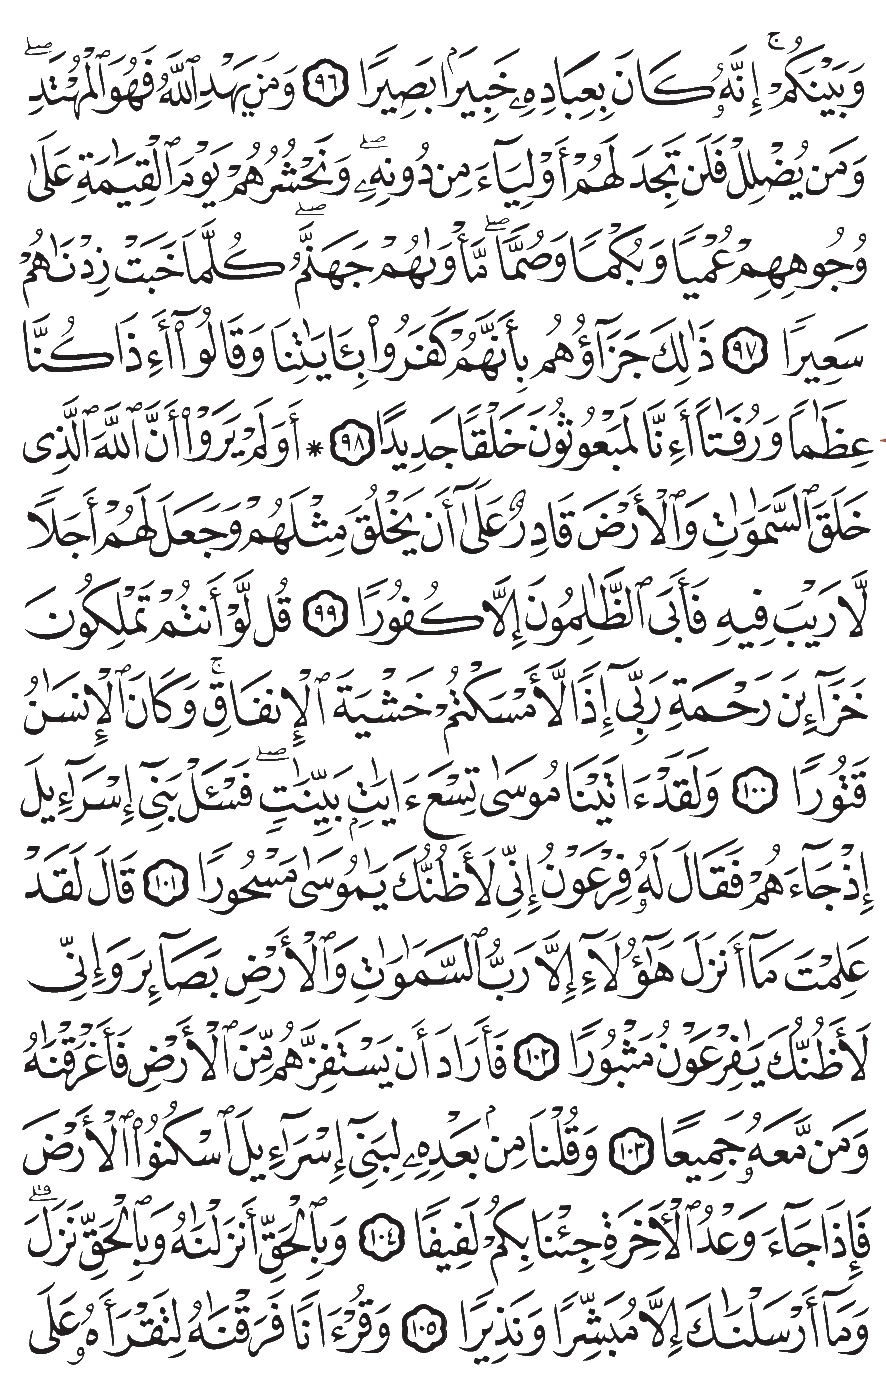 وَبَيْنَكُمْۚ إِنَّهُۥ كَانَ بِعِبَادِهِۦ خَبِيرَۢا بَصِيرًا ٩٦ وَمَن يَهْدِ ٱللَّهُ فَهُوَ ٱلْمُهْتَدِۖ
وَمَن يُضْلِلْ فَلَن تَجِدَ لَهُمْ أَوْلِيَآءَ مِن دُونِهِۦۖ وَنَحْشُرُهُمْ يَوْمَ ٱلْقِيَٰمَةِ عَلَىٰ
وُجُوهِهِمْ عُمْيًا وَبُكْمًا وَصُمًّاۖ مَّأْوَىٰهُمْ جَهَنَّمُۖ كُلَّمَا خَبَتْ زِدْنَٰهُمْ
سَعِيرًا ٩٧ ذَٰلِكَ جَزَآؤُهُم بِأَنَّهُمْ كَفَرُوا۟ بِـَٔايَٰتِنَا وَقَالُوٓا۟ أَءِذَا كُنَّا
عِظَٰمًا وَرُفَٰتًا أَءِنَّا لَمَبْعُوثُونَ خَلْقًا جَدِيدًا ٩٨ * أَوَلَمْ يَرَوْا۟ أَنَّ ٱللَّهَ ٱلَّذِى
خَلَقَ ٱلسَّمَٰوَٰتِ وَٱلْأَرْضَ قَادِرٌ عَلَىٰٓ أَن يَخْلُقَ مِثْلَهُمْ وَجَعَلَ لَهُمْ أَجَلًا
لَّا رَيْبَ فِيهِ فَأَبَى ٱلظَّٰلِمُونَ إِلَّا كُفُورًا ٩٩ قُل لَّوْ أَنتُمْ تَمْلِكُونَ
خَزَآئِنَ رَحْمَةِ رَبِّىٓ إِذًا لَّأَمْسَكْتُمْ خَشْيَةَ ٱلْإِنفَاقِۚ وَكَانَ ٱلْإِنسَٰنُ
قَتُورًا ١٠٠ وَلَقَدْ ءَاتَيْنَا مُوسَىٰ تِسْعَ ءَايَٰتٍۭ بَيِّنَٰتٍۖ فَسْـَٔلْ بَنِىٓ إِسْرَٰٓءِيلَ
إِذْ جَآءَهُمْ فَقَالَ لَهُۥ فِرْعَوْنُ إِنِّى لَأَظُنُّكَ يَٰمُوسَىٰ مَسْحُورًا ١٠١ قَالَ لَقَدْ
عَلِمْتَ مَآ أَنزَلَ هَٰٓؤُلَآءِ إِلَّا رَبُّ ٱلسَّمَٰوَٰتِ وَٱلْأَرْضِ بَصَآئِرَ وَإِنِّى
لَأَظُنُّكَ يَٰفِرْعَوْنُ مَثْبُورًا ١٠٢ فَأَرَادَ أَن يَسْتَفِزَّهُم مِّنَ ٱلْأَرْضِ فَأَغْرَقْنَٰهُ
وَمَن مَّعَهُۥ جَمِيعًا ١٠٣ وَقُلْنَا مِنۢ بَعْدِهِۦ لِبَنِىٓ إِسْرَٰٓءِيلَ ٱسْكُنُوا۟ ٱلْأَرْضَ
فَإِذَا جَآءَ وَعْدُ ٱلْـَٔاخِرَةِ جِئْنَا بِكُمْ لَفِيفًا ١٠٤ وَبِٱلْحَقِّ أَنزَلْنَٰهُ وَبِٱلْحَقِّ نَزَلَۗ
وَمَآ أَرْسَلْنَٰكَ إِلَّا مُبَشِّرًا وَنَذِيرًا ١٠٥ وَقُرْءَانًا فَرَقْنَٰهُ لِتَقْرَأَهُۥ عَلَى